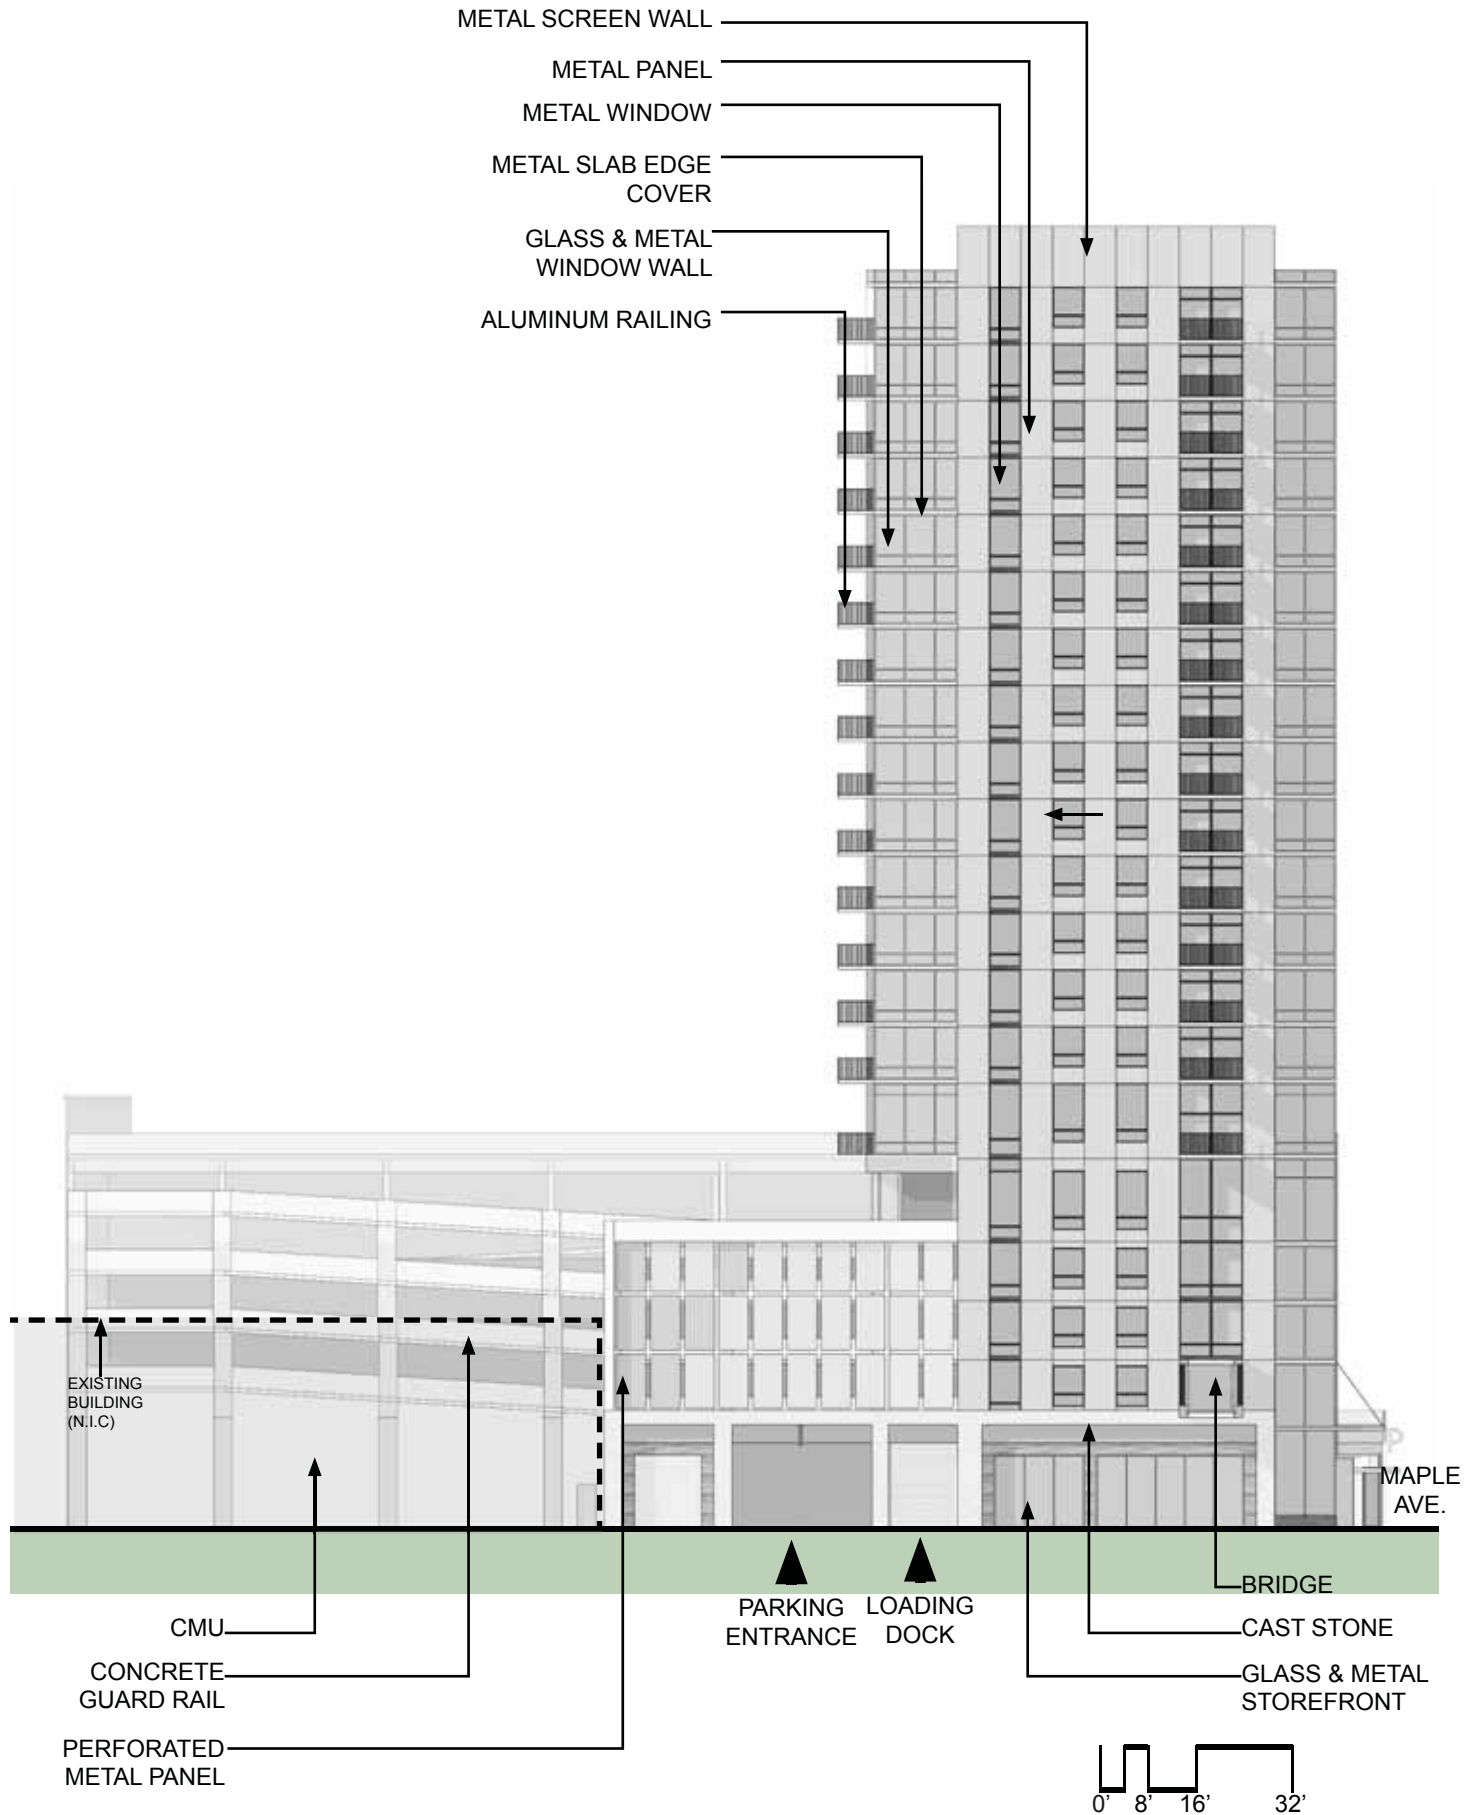 METAL SCREEN WALL
METAL PANEL
METAL WINDOW
METAL SLAB EDGE
COVER
GLASS & METAL
WINDOW WALL
ALUMINUM RAILING
EXISTING
BUILDING
(N.I.C)
MAPLE
AVE.
PARKING
ENTRANCE
LOADING
DOCK
BRIDGE
CMU
CAST STONE
CONCRETE
GUARD RAIL
GLASS & METAL
STOREFRONT
PERFORATED
METAL PANEL
0' 8' 16' 32'